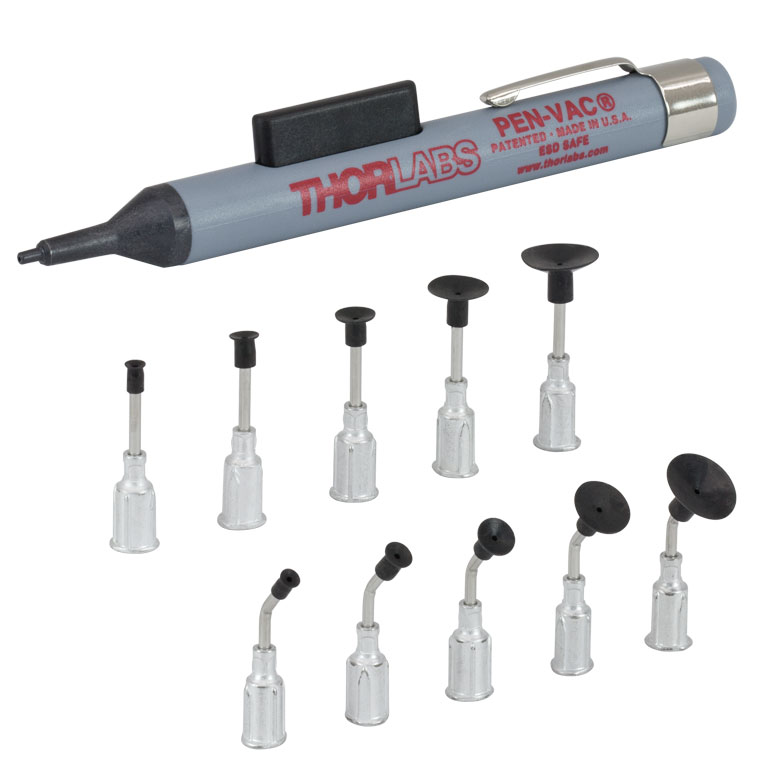 THORLABS
PEN-VAC®
PATENTED - MADE IN U.S.A.
ESD SAFE
www.thorlabs.com